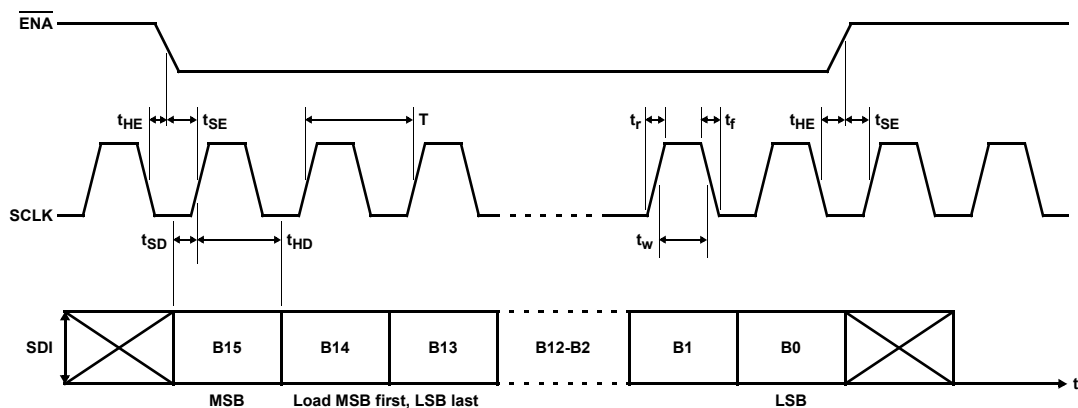 ENA
tHE tSE T tr tf tHE tSE
SCLK
tSD tHD tw
SDI B15 B14 B13 B12-B2 B1 B0 t
MSB Load MSB first, LSB last LSB